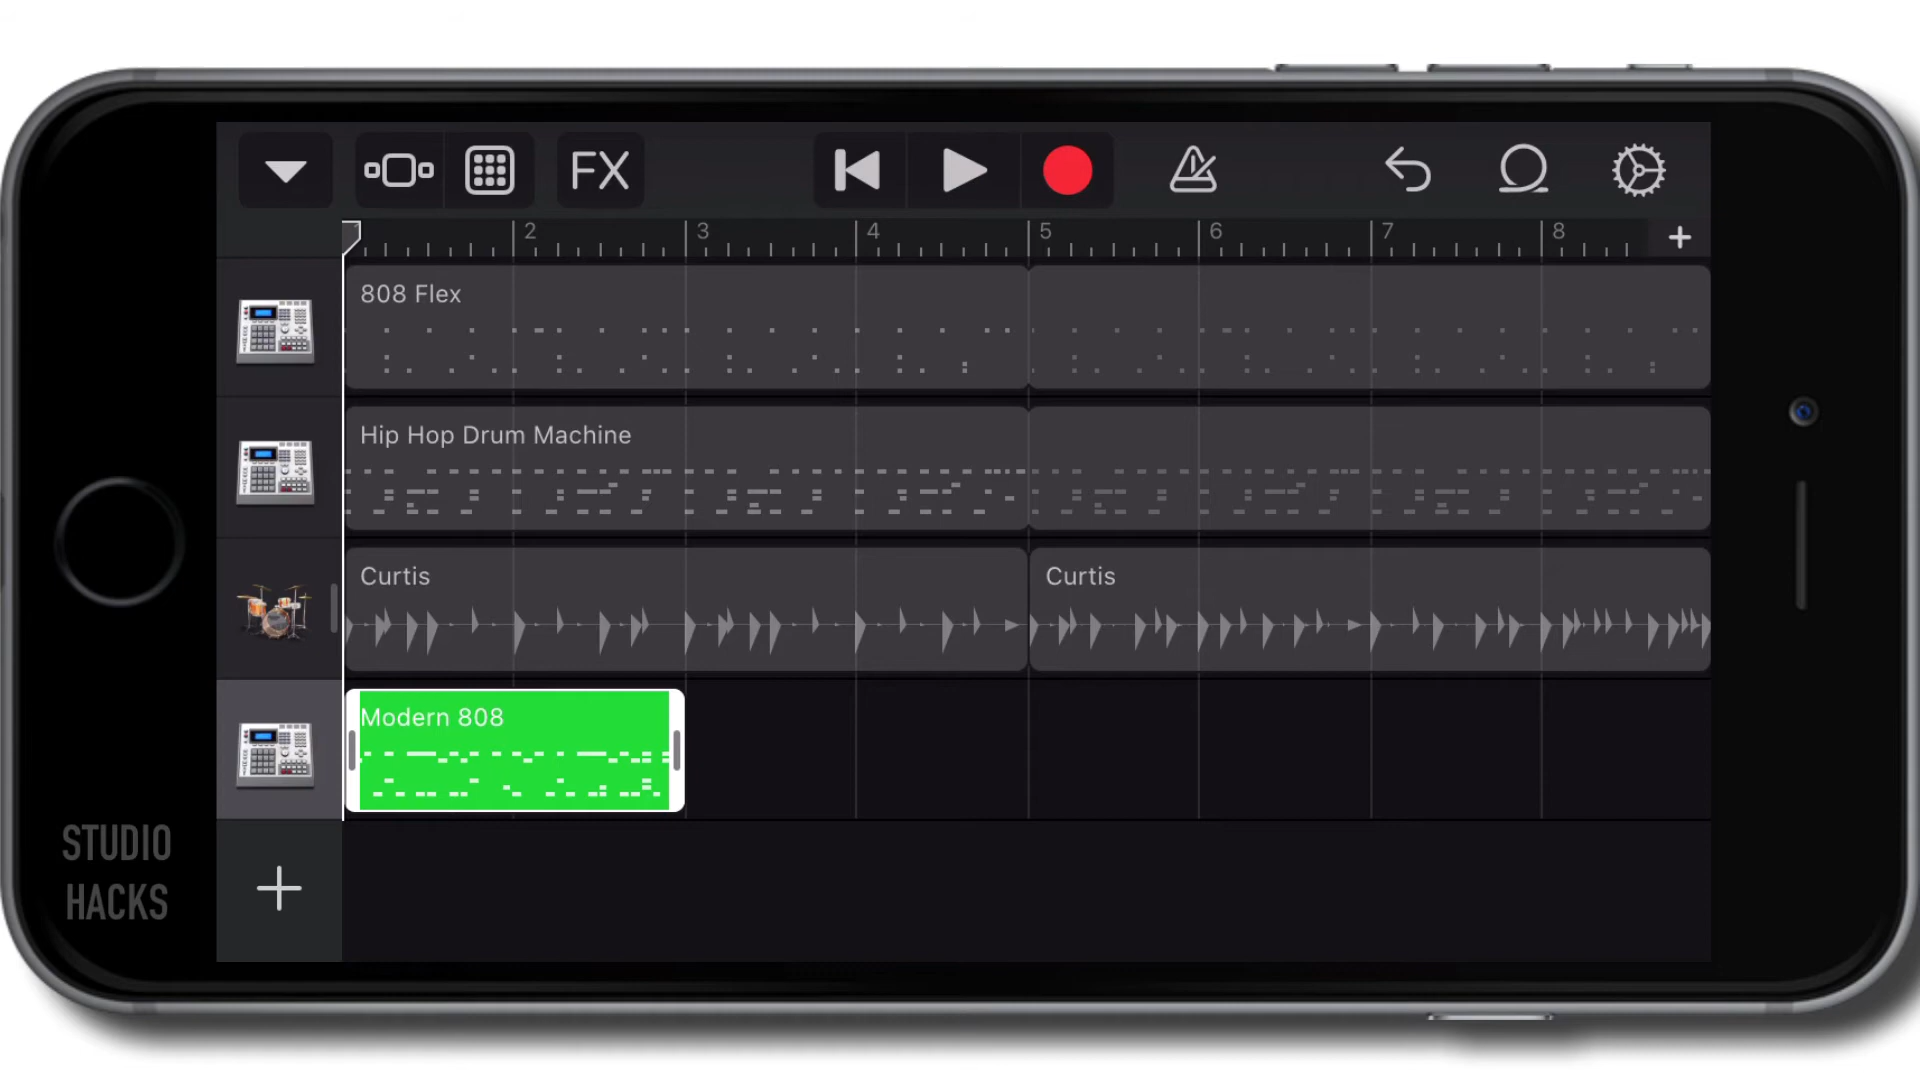 FX
2
3
4
5
6
7
8
808 Flex
Hip Hop Drum Machine
Curtis
Curtis
Modern 808
STUDIO
HACKS